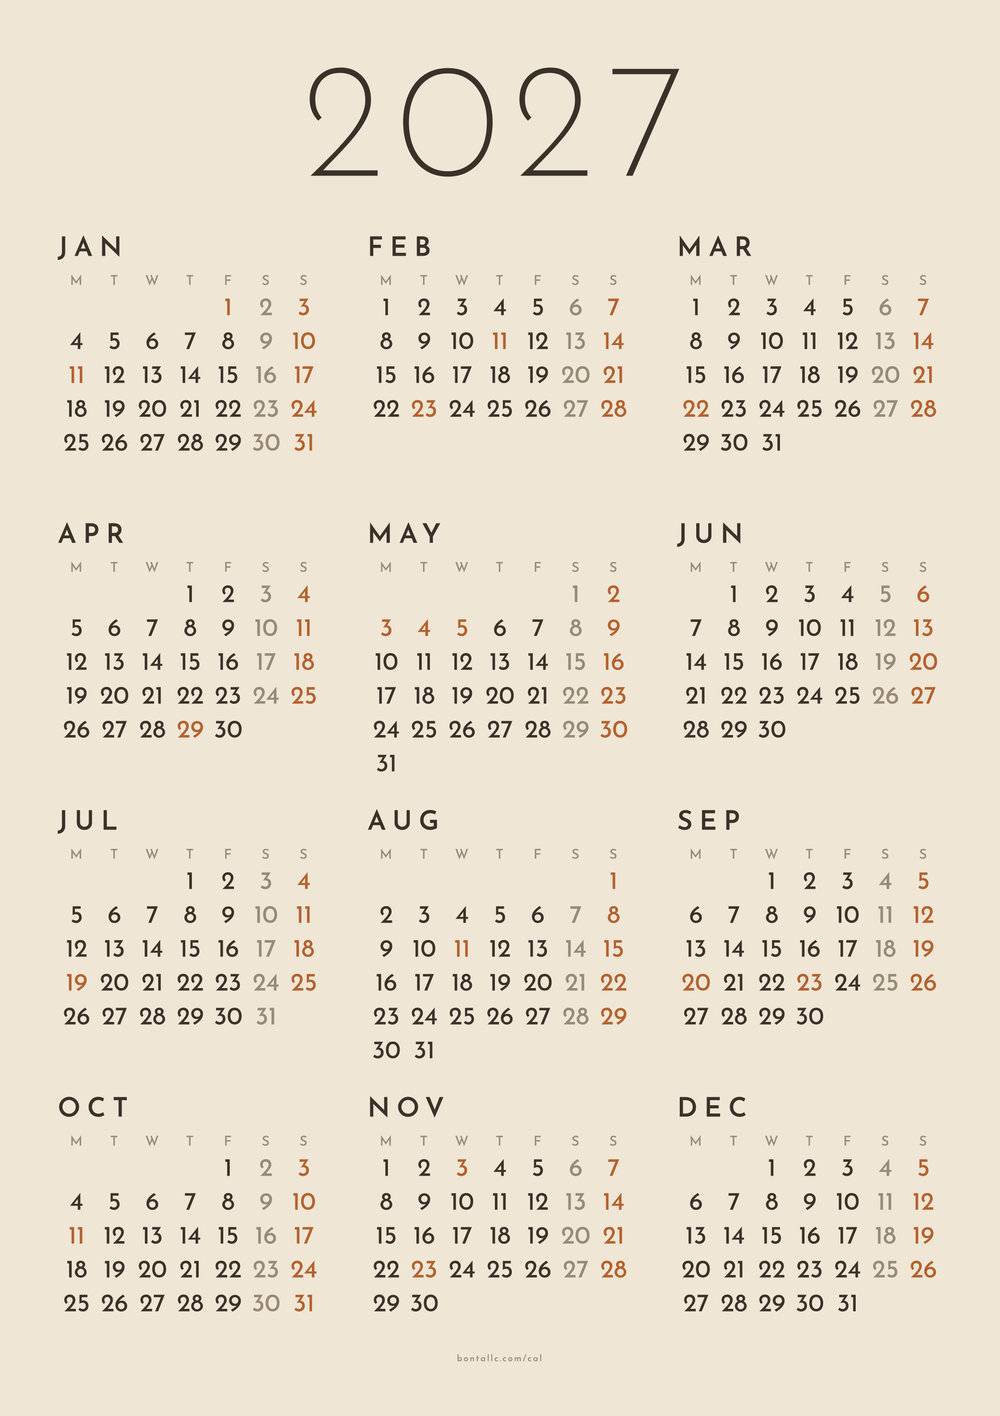 2027
JAN
M T W T F S S
1 2 3
4 5 6 7 8 9 10
11 12 13 14 15 16 17
18 19 20 21 22 23 24
25 26 27 28 29 30 31
FEB
M T W T F S S
1 2 3 4 5 6 7
8 9 10 11 12 13 14
15 16 17 18 19 20 21
22 23 24 25 26 27 28
MAR
M T W T F S S
1 2 3 4 5 6 7
8 9 10 11 12 13 14
15 16 17 18 19 20 21
22 23 24 25 26 27 28
29 30 31
APR
M T W T F S S
1 2 3 4
5 6 7 8 9 10 11
12 13 14 15 16 17 18
19 20 21 22 23 24 25
26 27 28 29 30
MAY
M T W T F S S
1 2
3 4 5 6 7 8 9
10 11 12 13 14 15 16
17 18 19 20 21 22 23
24 25 26 27 28 29 30
31
JUN
M T W T F S S
1 2 3 4 5 6
7 8 9 10 11 12 13
14 15 16 17 18 19 20
21 22 23 24 25 26 27
28 29 30
JUL
M T W T F S S
1 2 3 4
5 6 7 8 9 10 11
12 13 14 15 16 17 18
19 20 21 22 23 24 25
26 27 28 29 30 31
AUG
M T W T F S S
1
2 3 4 5 6 7 8
9 10 11 12 13 14 15
16 17 18 19 20 21 22
23 24 25 26 27 28 29
30 31
SEP
M T W T F S S
1 2 3 4 5
6 7 8 9 10 11 12
13 14 15 16 17 18 19
20 21 22 23 24 25 26
27 28 29 30
OCT
M T W T F S S
1 2 3
4 5 6 7 8 9 10
11 12 13 14 15 16 17
18 19 20 21 22 23 24
25 26 27 28 29 30 31
NOV
M T W T F S S
1 2 3 4 5 6 7
8 9 10 11 12 13 14
15 16 17 18 19 20 21
22 23 24 25 26 27 28
29 30
DEC
M T W T F S S
1 2 3 4 5
6 7 8 9 10 11 12
13 14 15 16 17 18 19
20 21 22 23 24 25 26
27 28 29 30 31
bontallc.com/cal